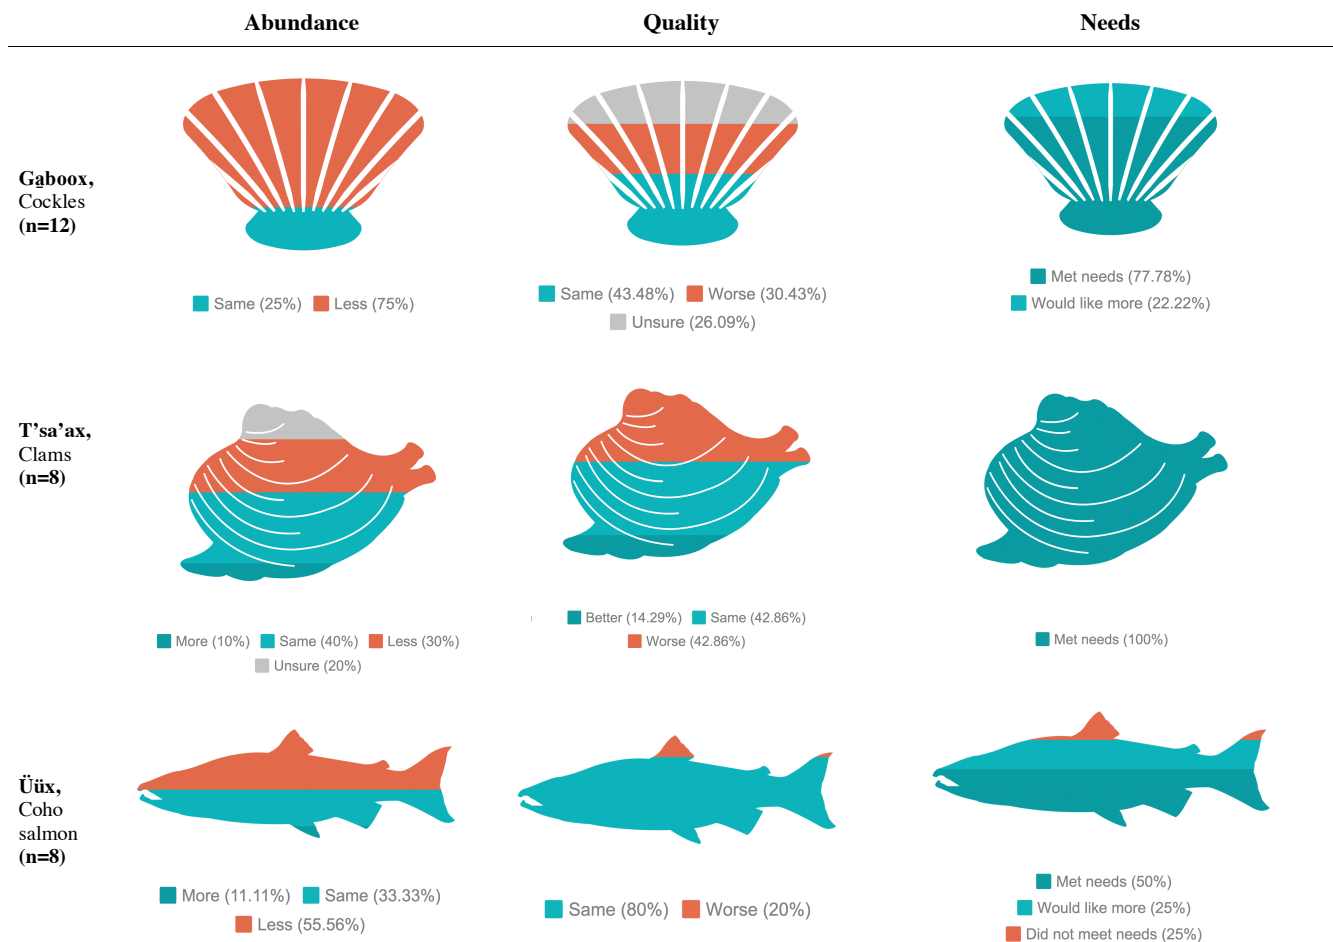 Abundance Quality Needs
Ga̱boox,
Cockles
(n=12)
Same (25%) Less (75%)
Same (43.48%) Worse (30.43%)
Unsure (26.09%)
Met needs (77.78%)
Would like more (22.22%)
T’sa’ax,
Clams
(n=8)
More (10%) Same (40%) Less (30%)
Unsure (20%)
Better (14.29%) Same (42.86%)
Worse (42.86%)
Met needs (100%)
Üüx,
Coho
salmon
(n=8)
More (11.11%) Same (33.33%)
Less (55.56%)
Same (80%) Worse (20%)
Met needs (50%)
Would like more (25%)
Did not meet needs (25%)